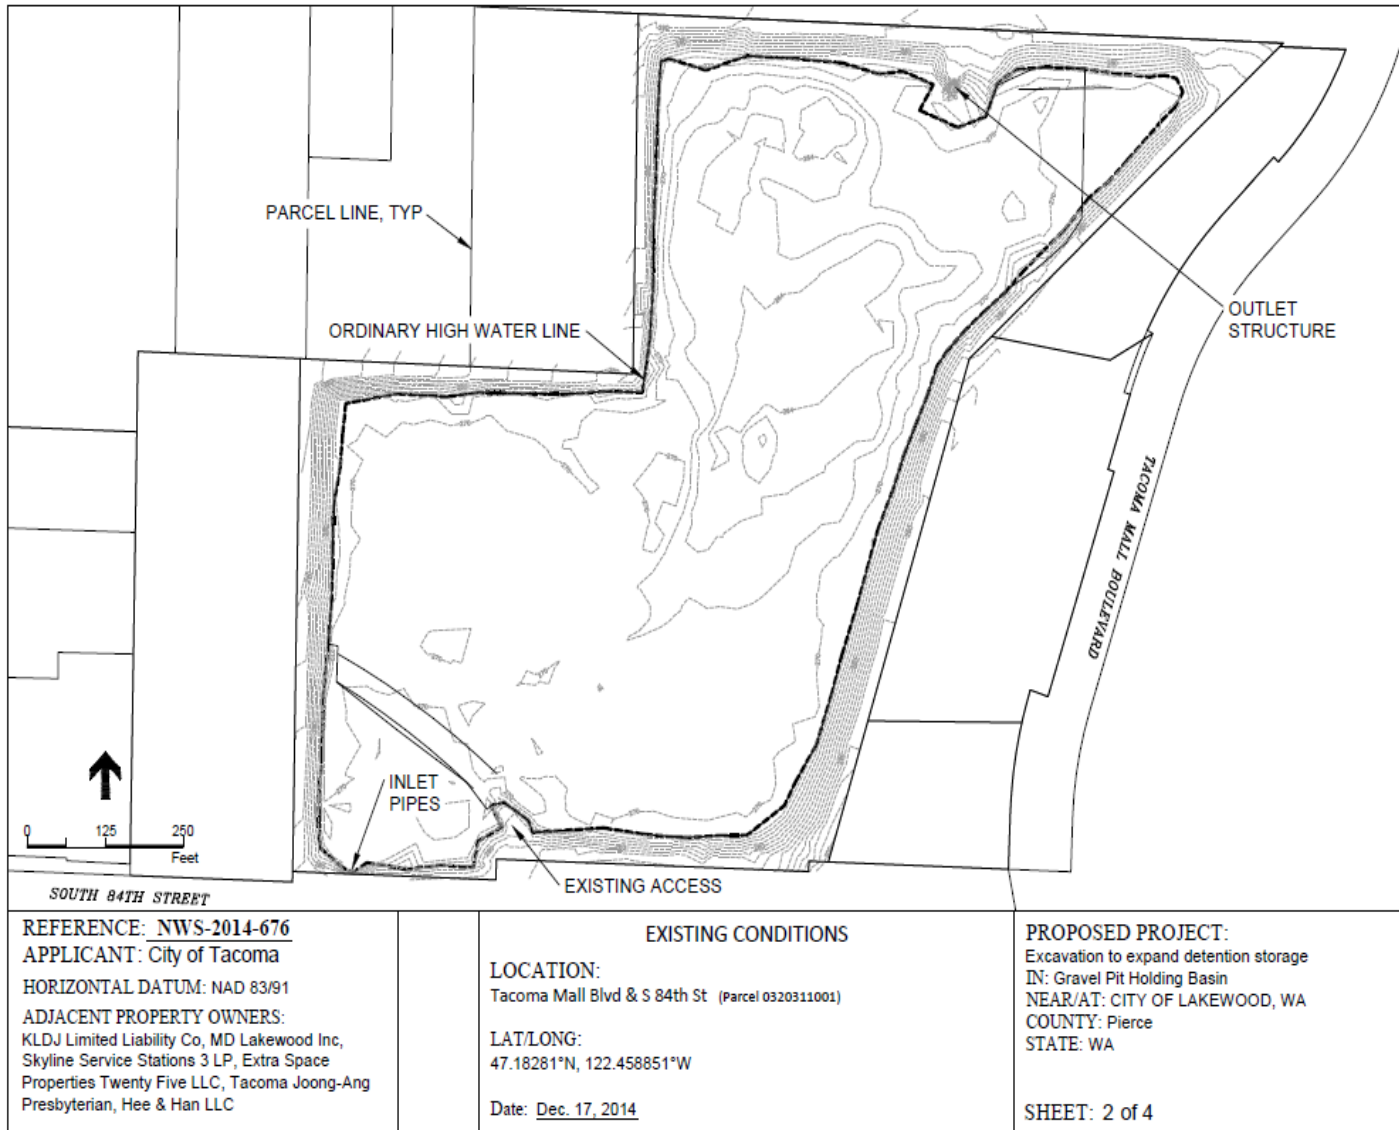 PARCEL LINE, TYP
ORDINARY HIGH WATER LINE
OUTLET
STRUCTURE
TACOMA MALL BOULEVARD
INLET
PIPES
EXISTING ACCESS
0 125 250
Feet
SOUTH 84TH STREET
REFERENCE: NWS-2014-676
APPLICANT: City of Tacoma
HORIZONTAL DATUM: NAD 83/91
ADJACENT PROPERTY OWNERS:
KLDJ Limited Liability Co, MD Lakewood Inc,
Skyline Service Stations 3 LP, Extra Space
Properties Twenty Five LLC, Tacoma Joong-Ang
Presbyterian, Hee & Han LLC
EXISTING CONDITIONS
LOCATION:
Tacoma Mall Blvd & S 84th St (Parcel 0320311001)
LAT/LONG:
47.18281°N, 122.458851°W
Date: Dec. 17, 2014
PROPOSED PROJECT:
Excavation to expand detention storage
IN: Gravel Pit Holding Basin
NEAR/AT: CITY OF LAKEWOOD, WA
COUNTY: Pierce
STATE: WA
SHEET: 2 of 4